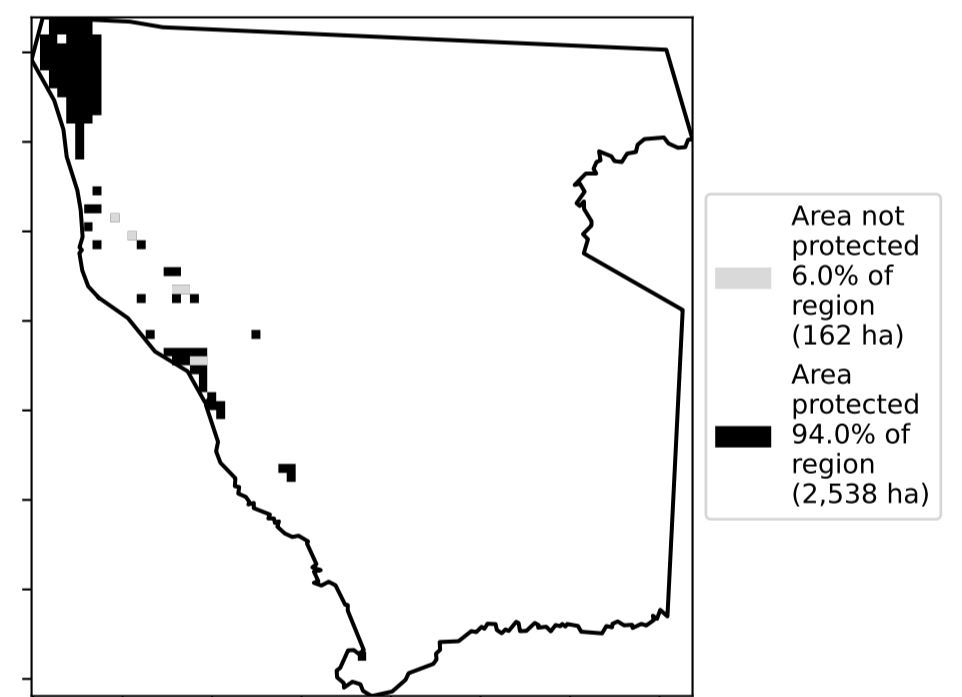 Area not
protected
6.0% of
region
(162 ha)
Area
protected
94.0% of
region
(2,538 ha)